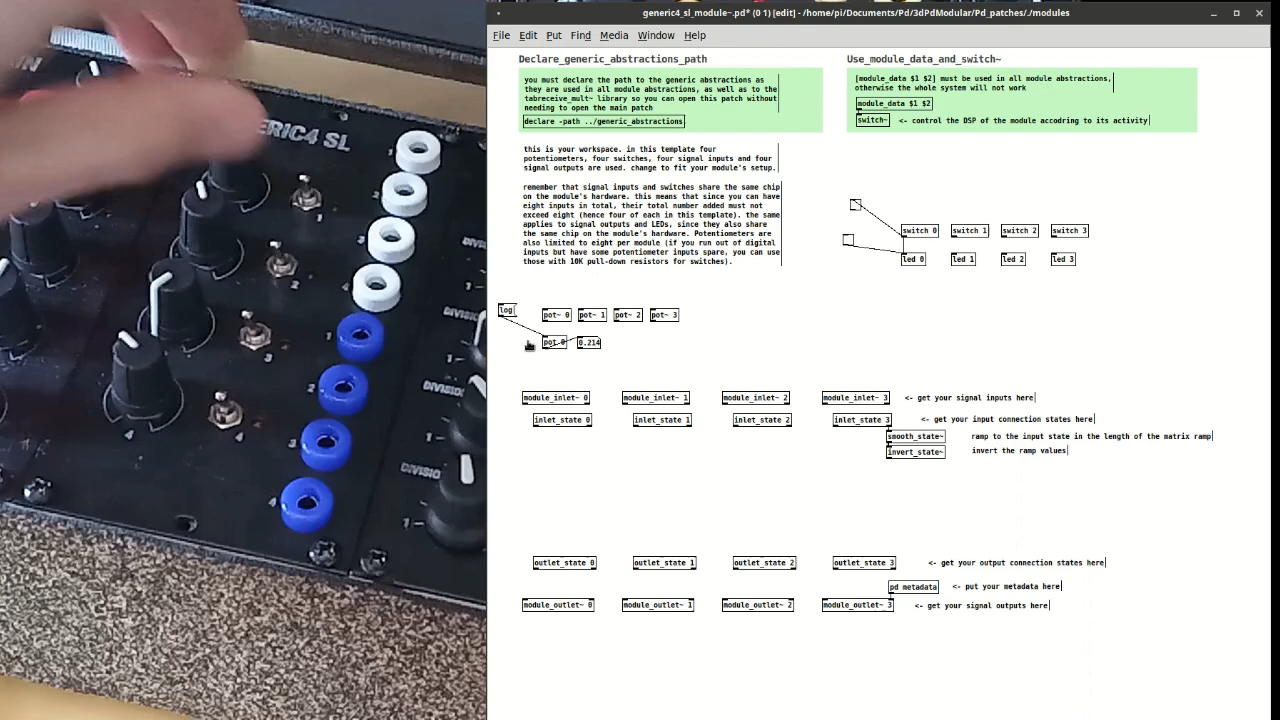 generic4_sl_module~.pd* (0 1) [edit] - /home/pi/Documents/Pd/3dPdModular/Pd_patches/./modules
File Edit Put Find Media Window Help
Declare_generic_abstractions_path
you must declare the path to the generic abstractions as
they are used in all module abstractions, as well as to the
tabreceive_mult~ library so you can open this patch without
needing to open the main patch
declare -path ../generic_abstractions
Use_module_data_and_switch~
[module_data $1 $2] must be used in all module abstractions,
otherwise the whole system will not work
module_data $1 $2
switch~ <- control the DSP of the module accodring to its activity
this is your workspace. in this template four
potentiometers, four switches, four signal inputs and four
signal outputs are used. change to fit your module's setup.
remember that signal inputs and switches share the same chip
on the module's hardware. this means that since you can have
eight inputs in total, their total number added must not
exceed eight (hence four of each in this template). the same
applies to signal outputs and LEDs, since they also share
the same chip on the module's hardware. Potentiometers are
also limited to eight per module (if you run out of digital
inputs but have some potentiometer inputs spare, you can use
those with 10K pull-down resistors for switches).
switch 0 switch 1 switch 2 switch 3
led 0 led 1 led 2 led 3
log
pot~ 0 pot~ 1 pot~ 2 pot~ 3
pot 0 0.214
module_inlet~ 0 module_inlet~ 1 module_inlet~ 2 module_inlet~ 3 <- get your signal inputs here
inlet_state 0 inlet_state 1 inlet_state 2 inlet_state 3 <- get your input connection states here
smooth_state~ ramp to the input state in the length of the matrix ramp
invert_state~ invert the ramp values
outlet_state 0 outlet_state 1 outlet_state 2 outlet_state 3 <- get your output connection states here
pd metadata <- put your metadata here
module_outlet~ 0 module_outlet~ 1 module_outlet~ 2 module_outlet~ 3 <- get your signal outputs here
ERIC4 SL
1
2
3
4
1
2
3
4
2
3
4
DIVISI
DIVISION
DIVISIO
1
1
1